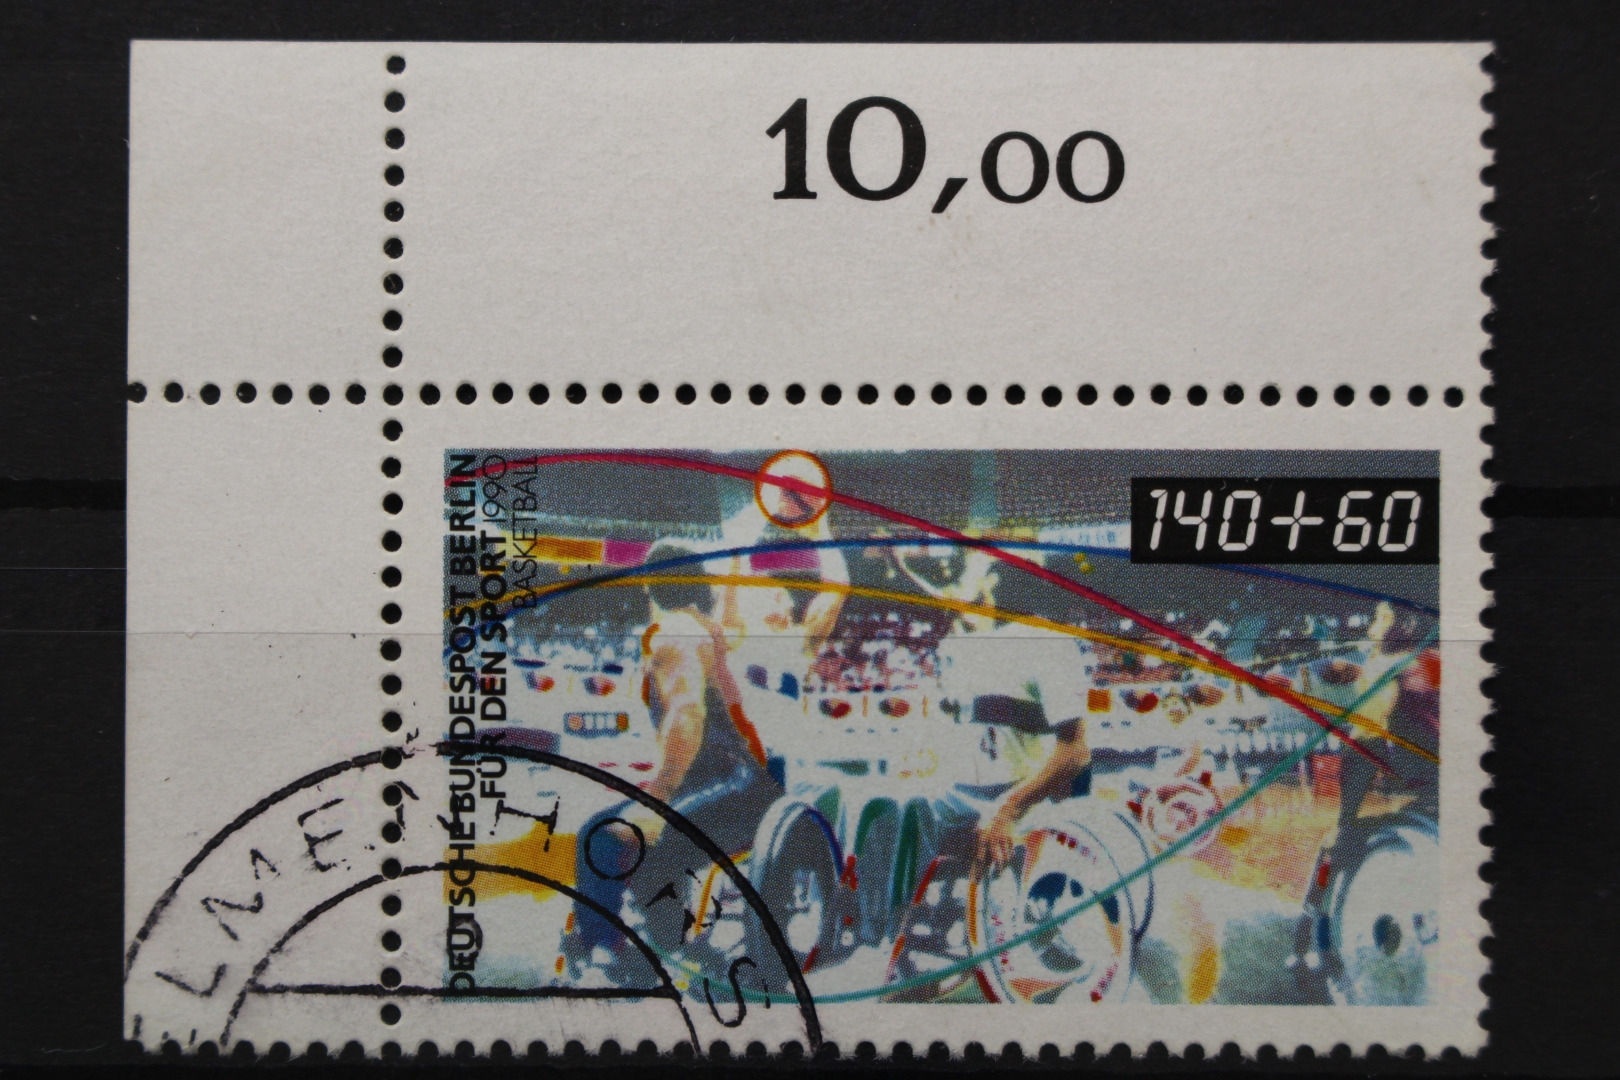 10,00
140+60
DEUTSCHE BUNDESPOST BERLIN
FÜR DEN SPORT 1990
BASKETBALL